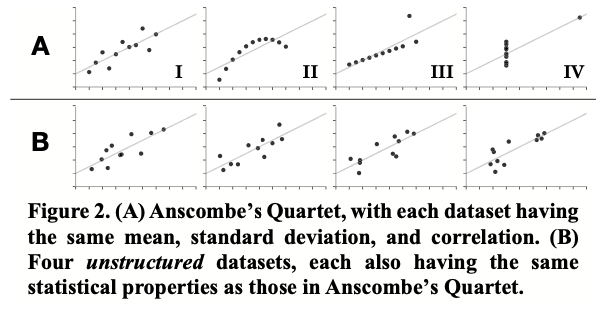 A
I
II
III
IV
B
Figure 2. (A) Anscombe's Quartet, with each dataset having
the same mean, standard deviation, and correlation. (B)
Four unstructured datasets, each also having the same
statistical properties as those in Anscombe's Quartet.